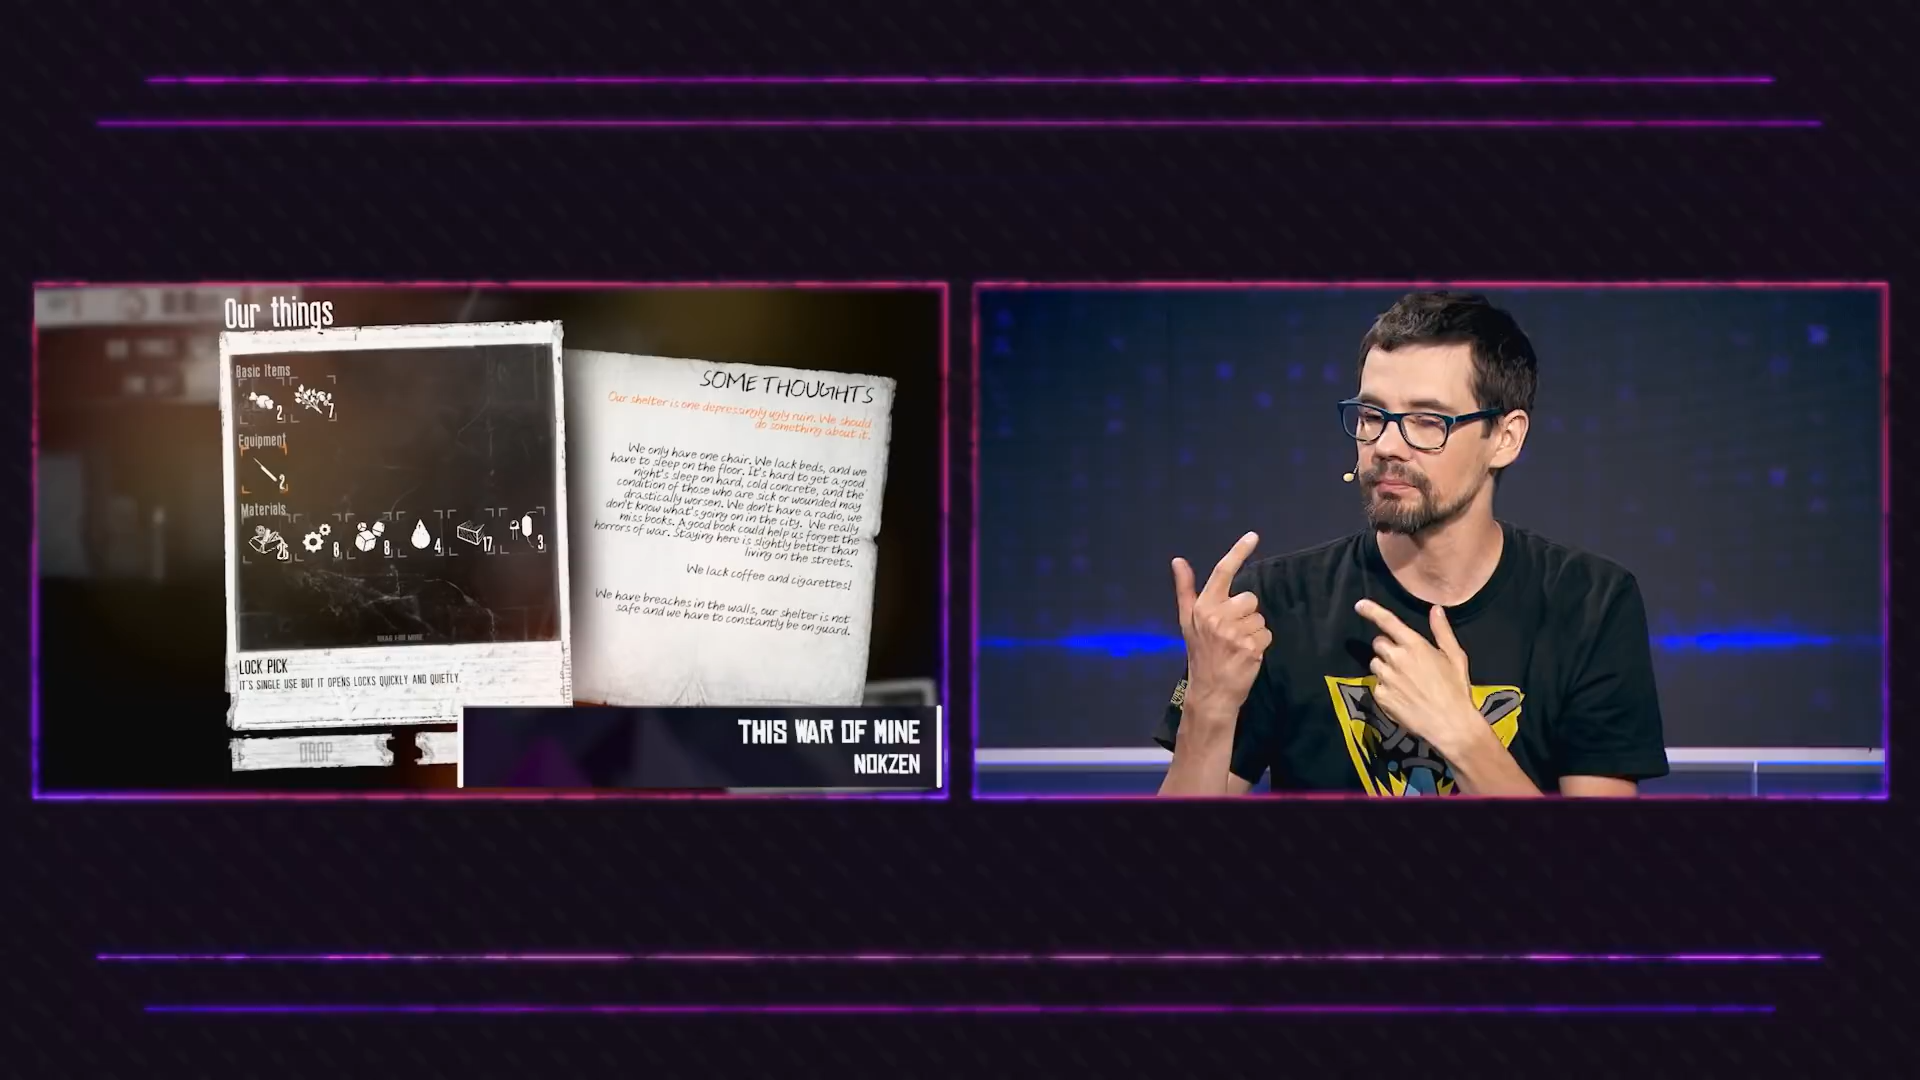 Our things
Basic Items
2
7
Equipment
2
Materials
26
8
8
4
17
3
LOCK PICK
IT'S SINGLE USE BUT IT OPENS LOCKS QUICKLY AND QUIETLY.
DROP
SOME THOUGHTS
Our shelter is one depressingly ugly ruin. We should
do something about it.
We only have one chair. We lack beds, and we
have to sleep on the floor. It's hard to get a good
night's sleep on hard, cold concrete, and the
condition of those who are sick or wounded may
drastically worsen. We don't have a radio, we
don't know what's going on in the city. We really
miss books. A good book could help us forget the
horrors of war. Staying here is slightly better than
living on the streets.
We lack coffee and cigarettes!
We have breaches in the walls, our shelter is not
safe and we have to constantly be on guard.
THIS WAR OF MINE
NOKZEN